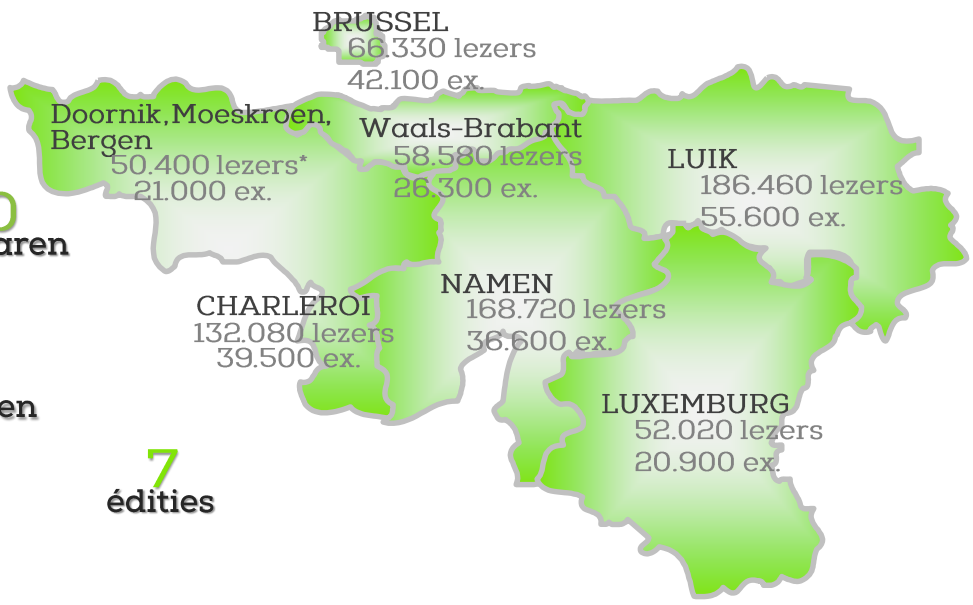 BRUSSEL
66.330 lezers
42.100 ex.
Doornik,Moeskroen,
Bergen
50.400 lezers*
21.000 ex.
Waals-Brabant
58.580 lezers
26.300 ex.
LUIK
186.460 lezers
55.600 ex.
NAMEN
168.720 lezers
36.600 ex.
CHARLEROI
132.080 lezers
39.500 ex.
LUXEMBURG
52.020 lezers
20.900 ex.
7
édities